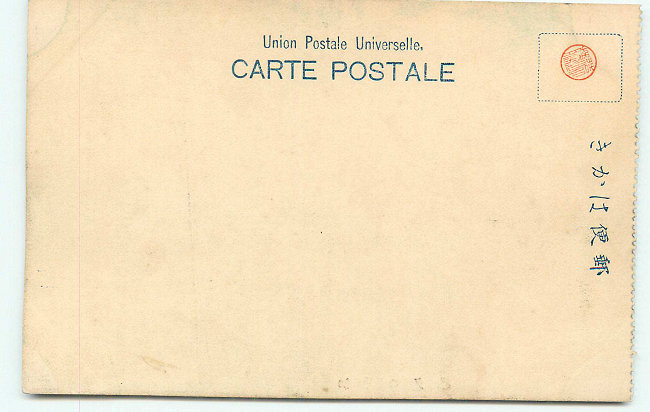 Union Postale Universelle.
CARTE POSTALE
郵便はかき